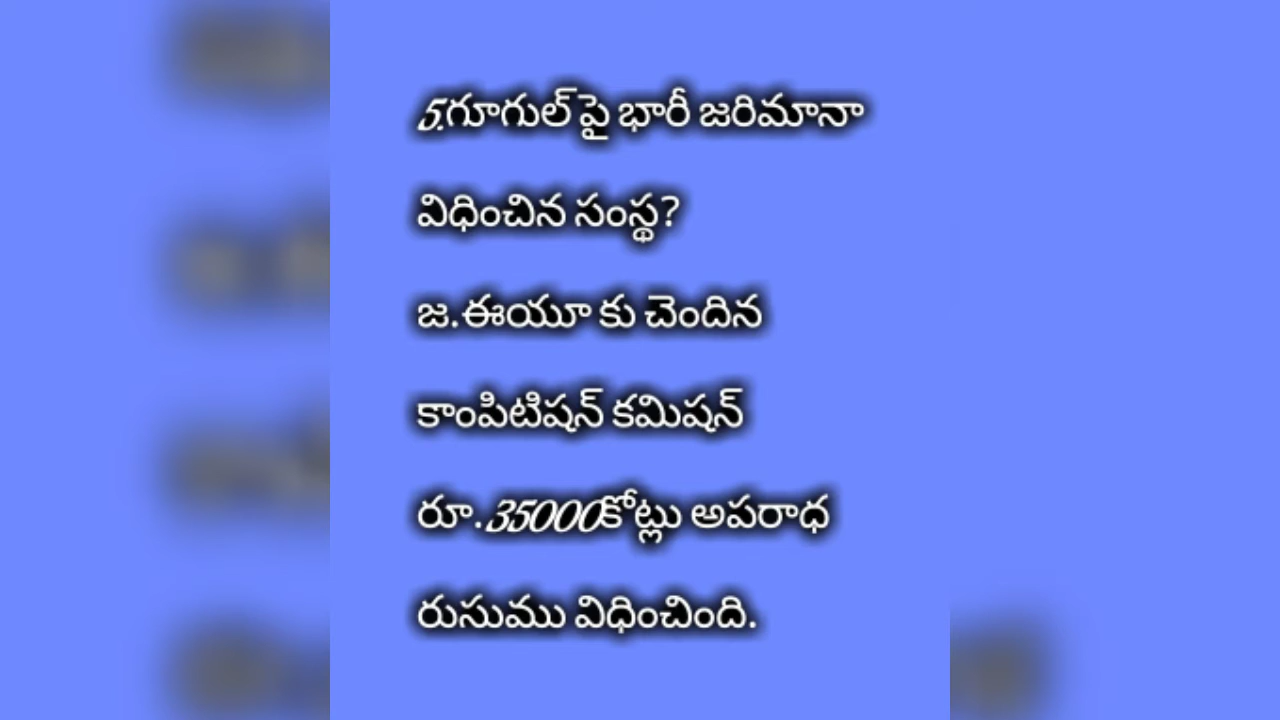 5.గూగుల్ పై భారీ జరిమానా
విధించిన సంస్థ?
జ.ఈయూ కు చెందిన
కాంపిటిషన్ కమిషన్
రూ.35000కోట్లు అపరాధ
రుసుము విధించింది.